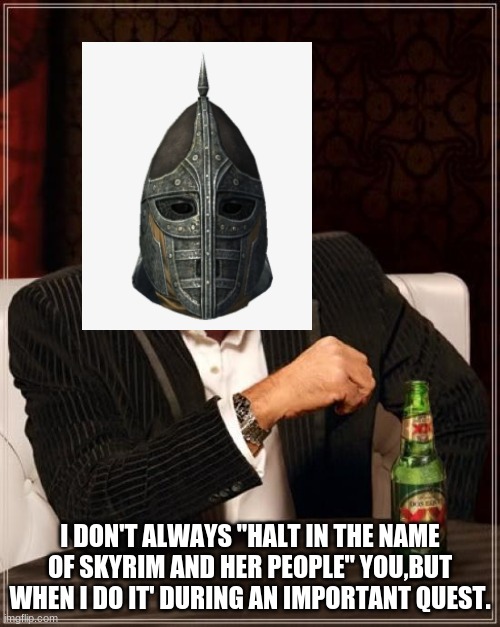 XX
I DON'T ALWAYS "HALT IN THE NAME
OF SKYRIM AND HER PEOPLE" YOU,BUT
WHEN I DO IT' DURING AN IMPORTANT QUEST.
imgflip.com